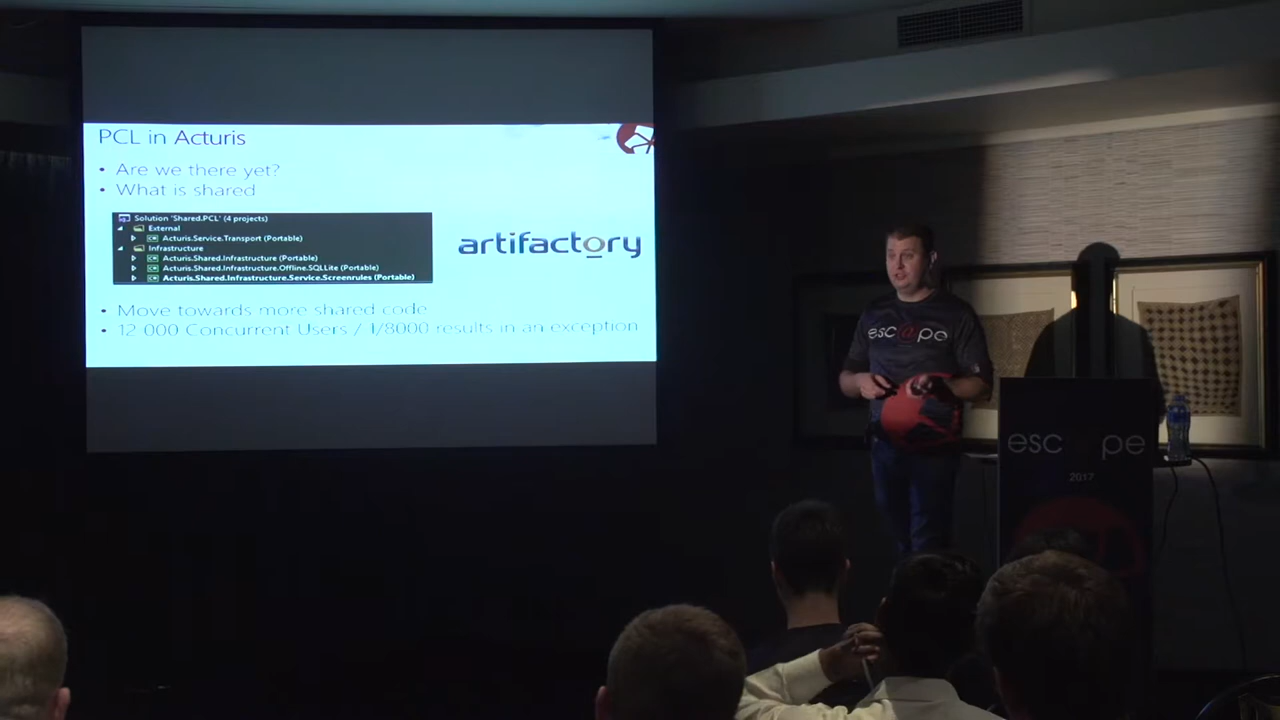 PCL in Acturis
• Are we there yet?
• What is shared
Solution 'Shared.PCL' (4 projects)
External
Acturis.Service.Transport (Portable)
Infrastructure
Acturis.Shared.Infrastructure (Portable)
Acturis.Shared.Infrastructure.Offline.SQLLite (Portable)
Acturis.Shared.Infrastructure.Service.Screenrules (Portable)
artifactory
• Move towards more shared code
• 12 000 Concurrent Users / 1/8000 results in an exception
esc@pe
esc@pe
2017